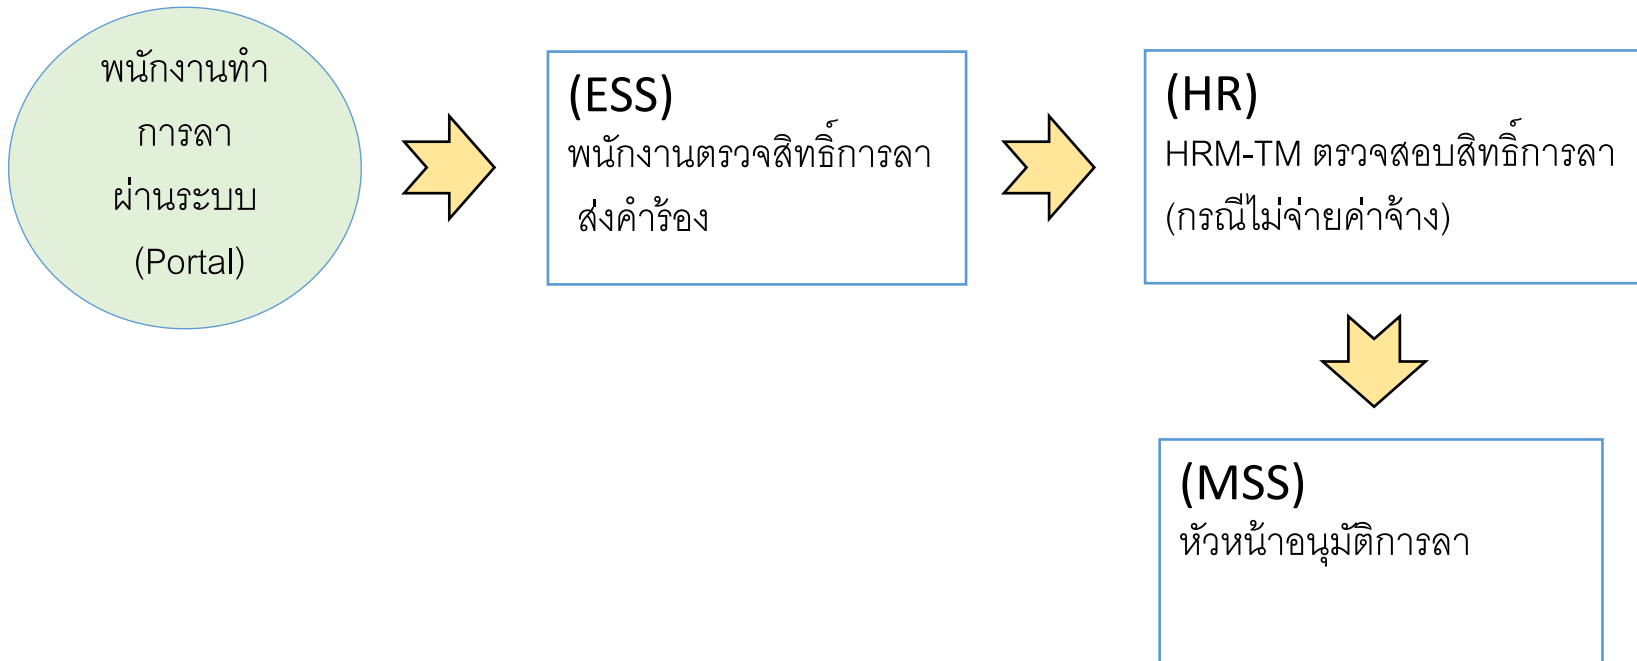 พนักงานทำ
การลา
ผ่านระบบ
(Portal)
(ESS)
พนักงานตรวจสิทธิ์การลา
ส่งคำร้อง
(HR)
HRM-TM ตรวจสอบสิทธิ์การลา
(กรณีไม่จ่ายค่าจ้าง)
(MSS)
หัวหน้าอนุมัติการลา